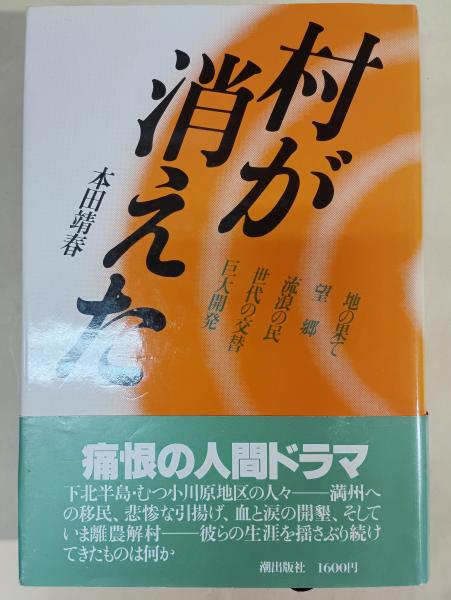 村が
消えた
本田靖春
地の果て
望郷
流浪の民
世代の交替
巨大開発
痛恨の人間ドラマ
下北半島・むつ小川原地区の人々――満州へ
の移民、悲惨な引揚げ、血と涙の開墾、そして
いま離農解村――彼らの生涯を揺さぶり続け
てきたものは何か
潮出版社 1600円